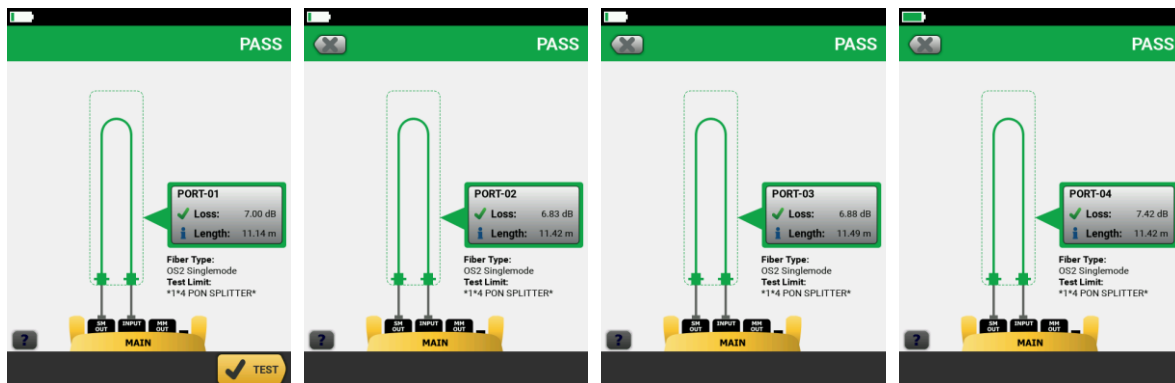 PASS
PORT-01
Loss: 7.00 dB
Length: 11.14 m
Fiber Type:
OS2 Singlemode
Test Limit:
*1*4 PON SPLITTER*
SM OUT INPUT MM OUT
MAIN
?
TEST
PASS
PORT-02
Loss: 6.83 dB
i Length: 11.42 m
Fiber Type:
OS2 Singlemode
Test Limit:
*1*4 PON SPLITTER*
SM OUT INPUT MM OUT
MAIN
?
PASS
PORT-03
Loss: 6.88 dB
i Length: 11.49 m
Fiber Type:
OS2 Singlemode
Test Limit:
*1*4 PON SPLITTER*
SM OUT INPUT MM OUT
MAIN
?
PASS
PORT-04
Loss: 7.42 dB
i Length: 11.42 m
Fiber Type:
OS2 Singlemode
Test Limit:
*1*4 PON SPLITTER*
SM OUT INPUT MM OUT
MAIN
?